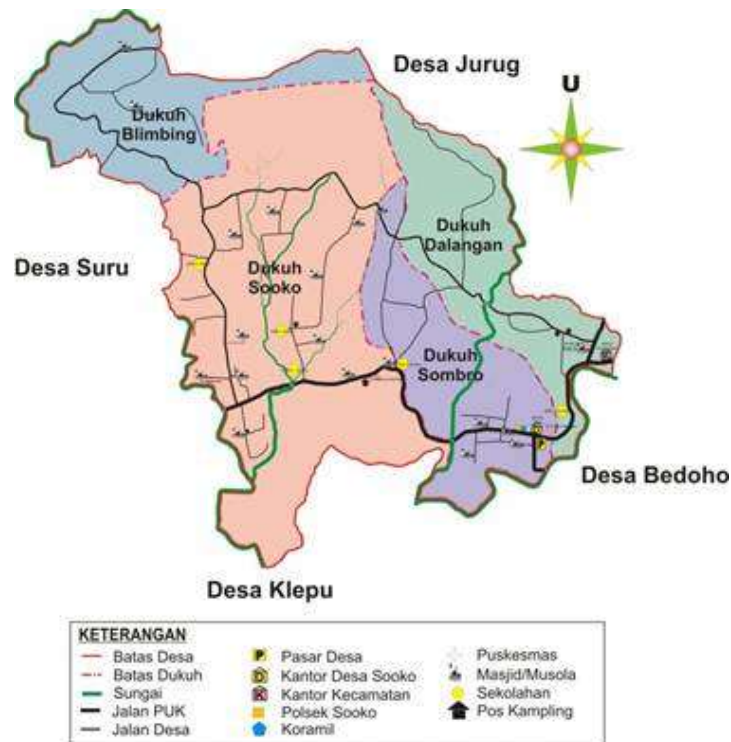 Desa Jurug
U
Dukuh
Blimbing
Dukuh
Dalangan
Desa Suru
Dukuh
Sooko
Dukuh
Sombro
Desa Bedoho
Desa Klepu
KETERANGAN
Batas Desa
Batas Dukuh
Sungai
Jalan PUK
Jalan Desa
P Pasar Desa
D Kantor Desa Sooko
K Kantor Kecamatan
Polsek Sooko
Koramil
Puskesmas
Masjid/Musola
Sekolahan
Pos Kampling